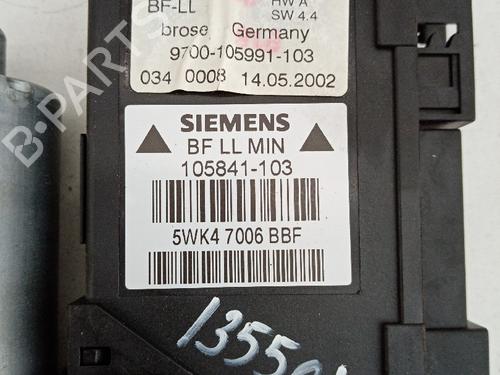 BF-LL
HW A
SW 4.4
brose Germany
9700-105991-103
034 0008 14.05.2002
SIEMENS
BF LL MIN
105841-103
5WK4 7006 BBF
B-PARTS